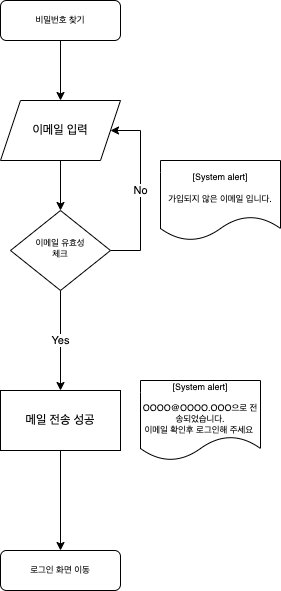 비밀번호 찾기
이메일 입력
[System alert]
가입되지 않은 이메일 입니다.
No
이메일 유효성
체크
Yes
메일 전송 성공
[System alert]
OOOO@OOOO.OOO으로 전
송되었습니다.
이메일 확인후 로그인해 주세요
로그인 화면 이동